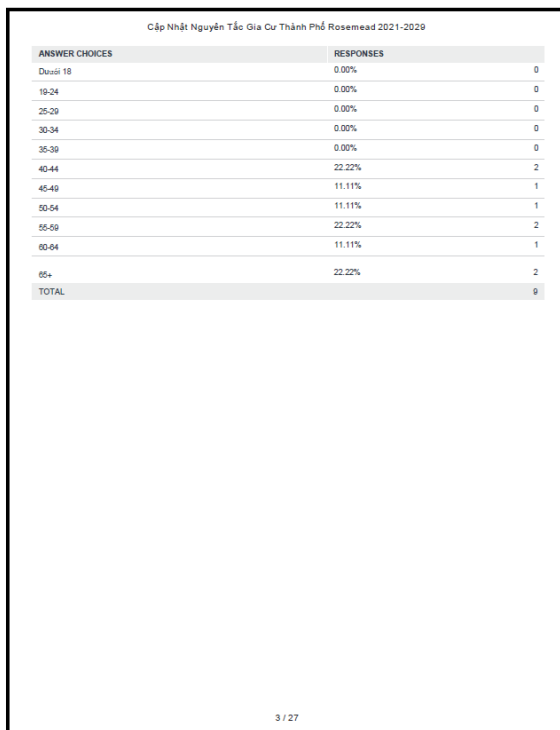 Cập Nhật Nguyên Tắc Gia Cư Thành Phố Rosemead 2021-2029
ANSWER CHOICES RESPONSES
Dưới 18 0.00% 0
19-24 0.00% 0
25-29 0.00% 0
30-34 0.00% 0
35-39 0.00% 0
40-44 22.22% 2
45-49 11.11% 1
50-54 11.11% 1
55-59 22.22% 2
60-64 11.11% 1
65+ 22.22% 2
TOTAL 9
3 / 27